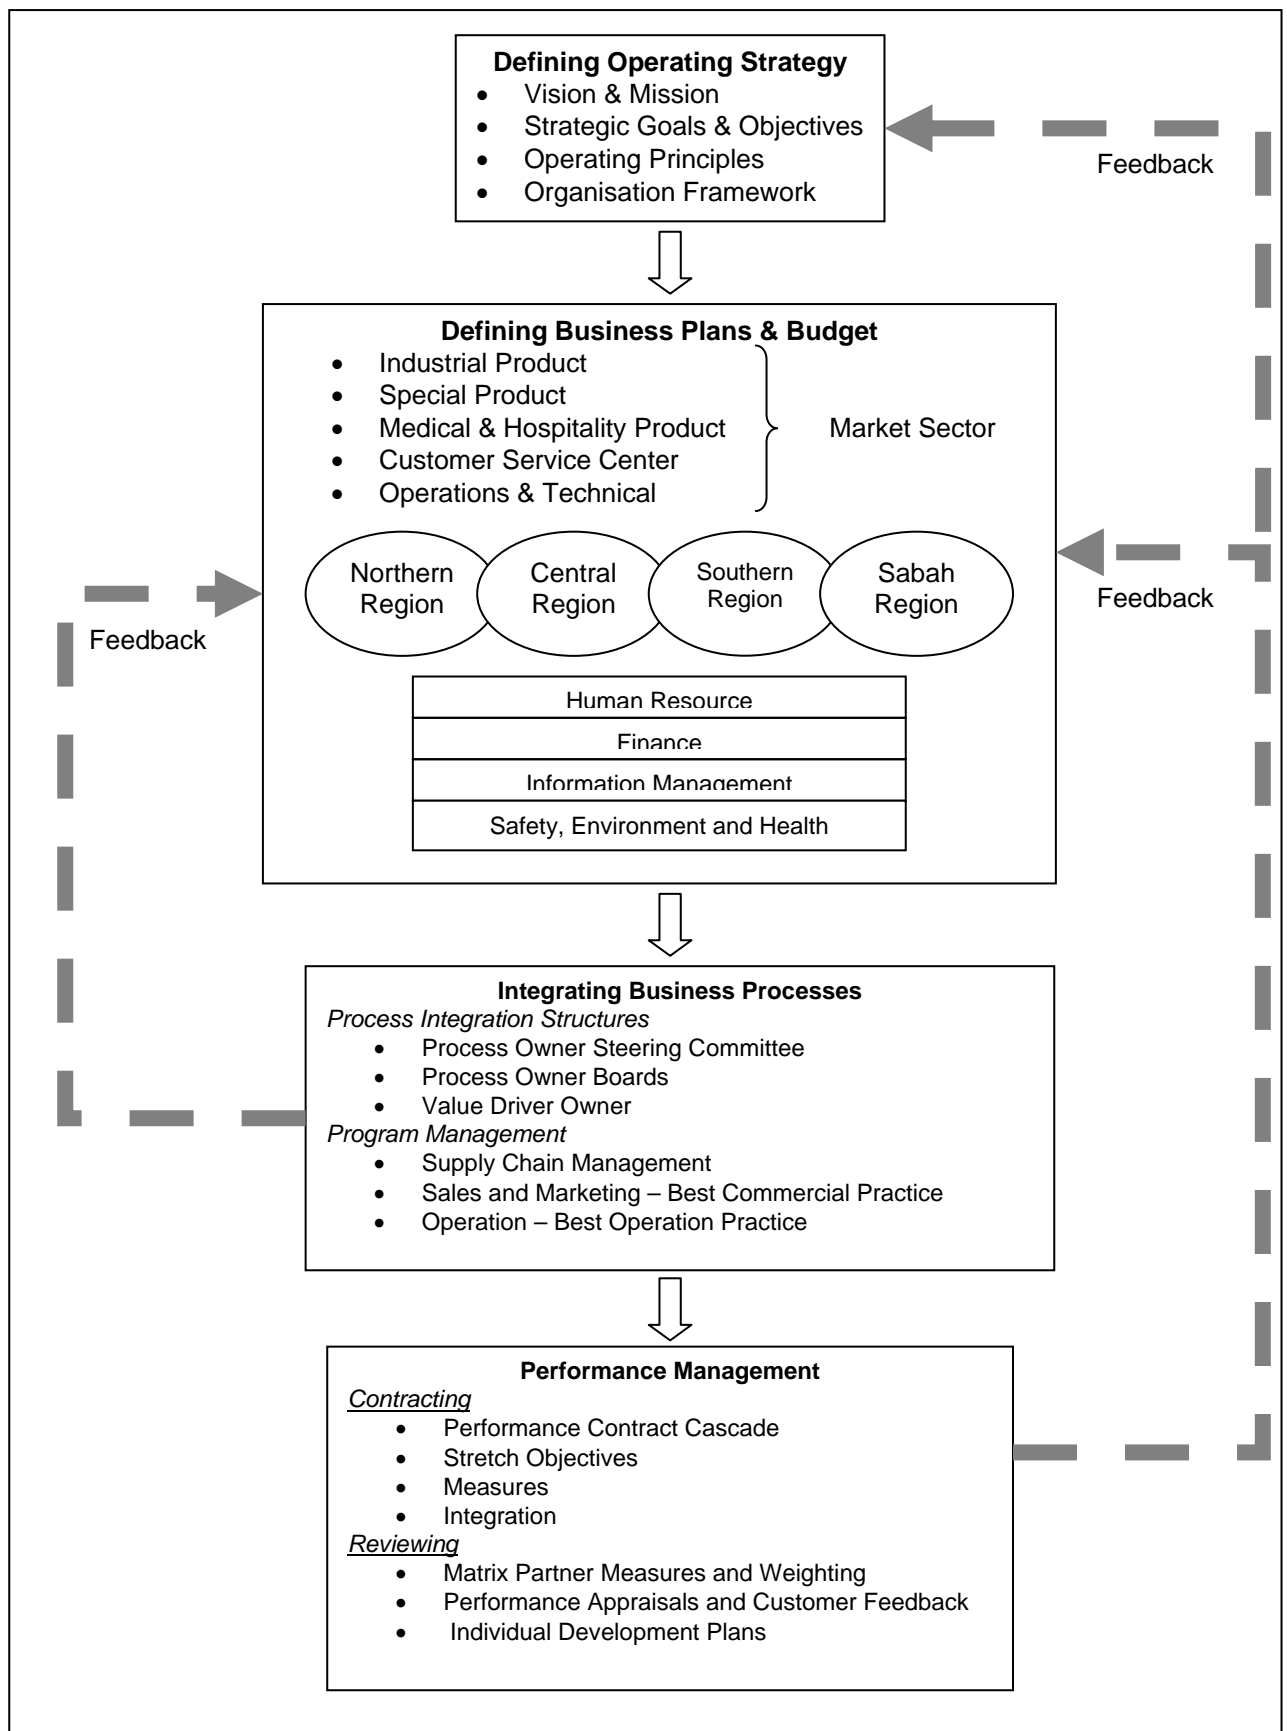 Defining Operating Strategy
• Vision & Mission
• Strategic Goals & Objectives
• Operating Principles
• Organisation Framework
Feedback
Defining Business Plans & Budget
• Industrial Product
• Special Product
• Medical & Hospitality Product
• Customer Service Center
• Operations & Technical
Market Sector
Northern
Region
Central
Region
Southern
Region
Sabah
Region
Feedback
Feedback
Human Resource
Finance
Information Management
Safety, Environment and Health
Integrating Business Processes
Process Integration Structures
• Process Owner Steering Committee
• Process Owner Boards
• Value Driver Owner
Program Management
• Supply Chain Management
• Sales and Marketing – Best Commercial Practice
• Operation – Best Operation Practice
Performance Management
Contracting
• Performance Contract Cascade
• Stretch Objectives
• Measures
• Integration
Reviewing
• Matrix Partner Measures and Weighting
• Performance Appraisals and Customer Feedback
• Individual Development Plans